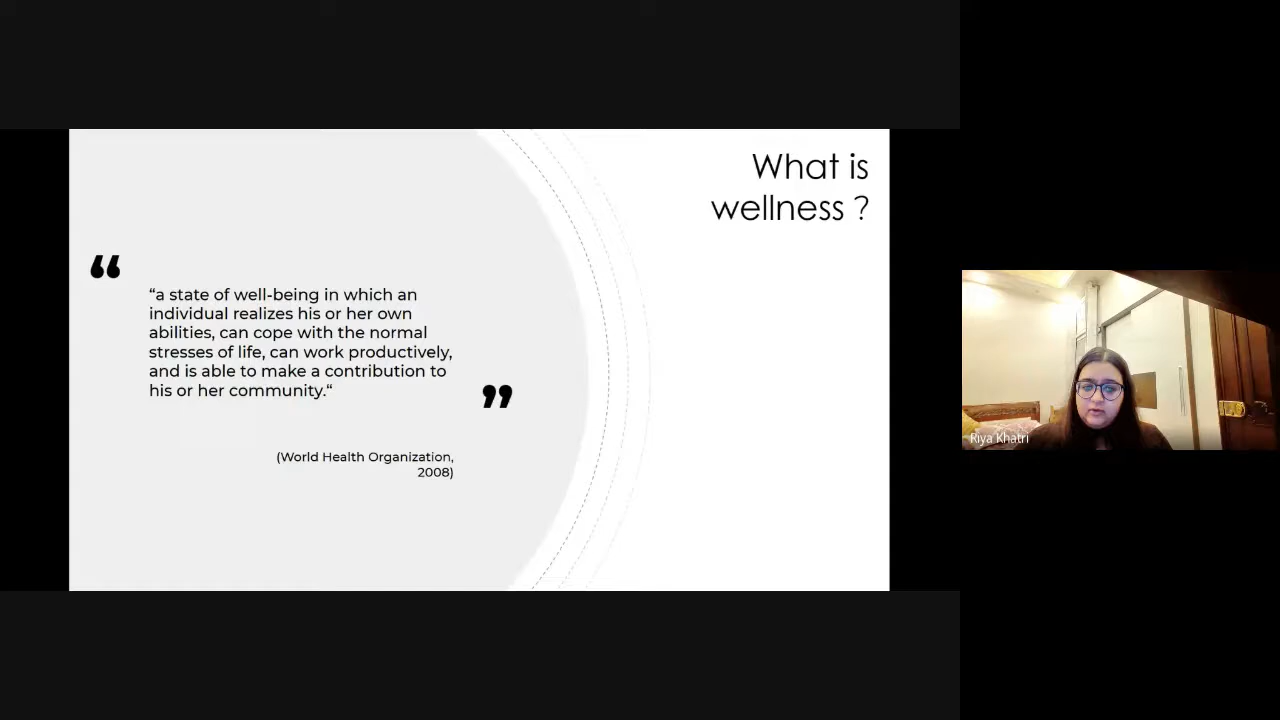 What is
wellness ?
“
“a state of well-being in which an
individual realizes his or her own
abilities, can cope with the normal
stresses of life, can work productively,
and is able to make a contribution to
his or her community.“
”
(World Health Organization,
2008)
Riya Khatri